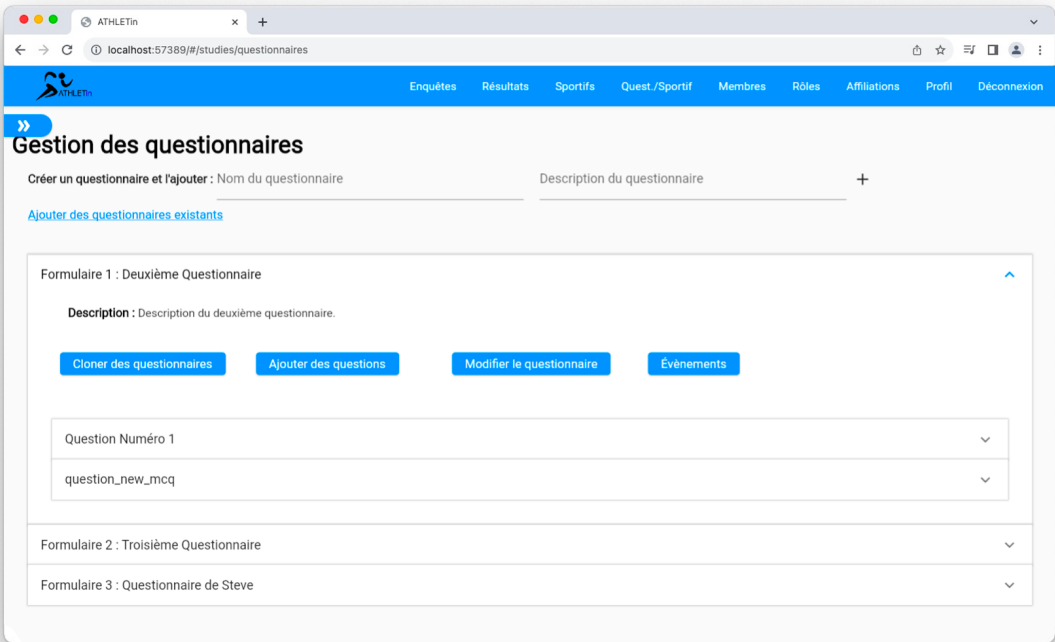 ATHLETin
localhost:57389/#/studies/questionnaires
ATHLETin Enquêtes Résultats Sportifs Quest./Sportif Membres Rôles Affiliations Profil Déconnexion
Gestion des questionnaires
Créer un questionnaire et l'ajouter : Nom du questionnaire Description du questionnaire +
Ajouter des questionnaires existants
Formulaire 1 : Deuxième Questionnaire
Description : Description du deuxième questionnaire.
Cloner des questionnaires Ajouter des questions Modifier le questionnaire Évènements
Question Numéro 1
question_new_mcq
Formulaire 2 : Troisième Questionnaire
Formulaire 3 : Questionnaire de Steve